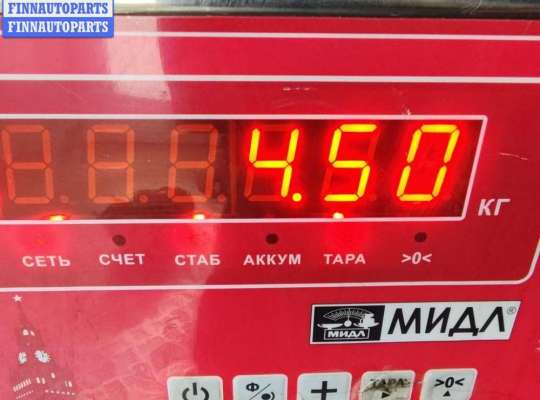 FINNAUTOPARTS
FINNAUTOPARTS
4.50 КГ
СЕТЬ СЧЕТ СТАБ АККУМ ТАРА >0<
МИДЛ МИДЛ®
Ф + ТАРА >0<